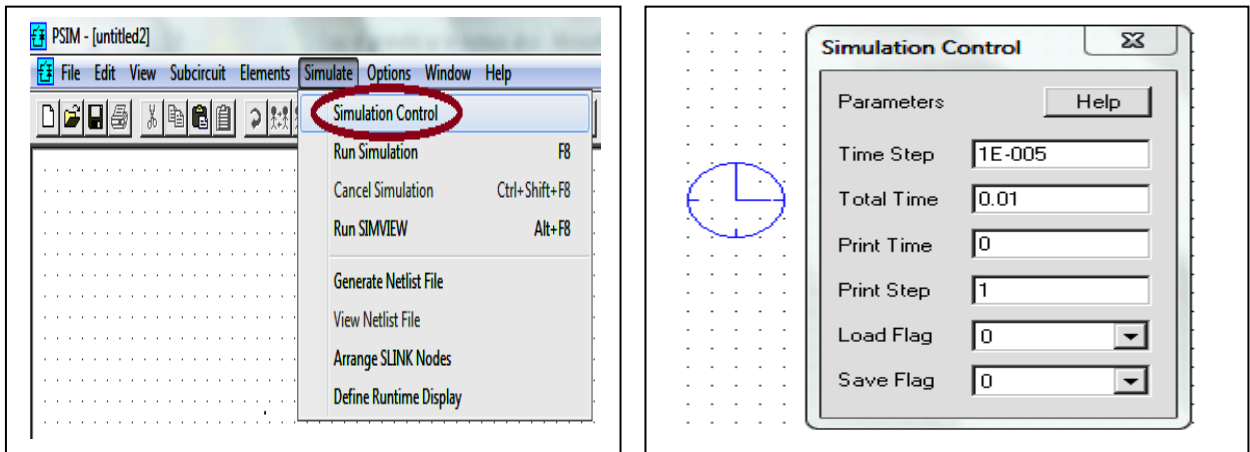 PSIM - [untitled2]
File Edit View Subcircuit Elements Simulate Options Window Help
Simulation Control
Run Simulation F8
Cancel Simulation Ctrl+Shift+F8
Run SIMVIEW Alt+F8
Generate Netlist File
View Netlist File
Arrange SLINK Nodes
Define Runtime Display
Simulation Control
Parameters Help
Time Step 1E-005
Total Time 0.01
Print Time 0
Print Step 1
Load Flag 0
Save Flag 0